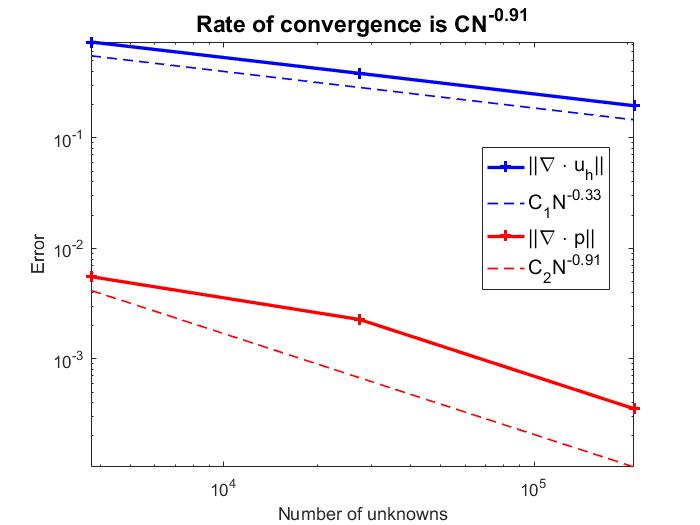 Rate of convergence is CN^-0.91
10^-1
10^-2
10^-3
Error
||∇ · u_h||
C_1N^-0.33
||∇ · p||
C_2N^-0.91
10^4
10^5
Number of unknowns